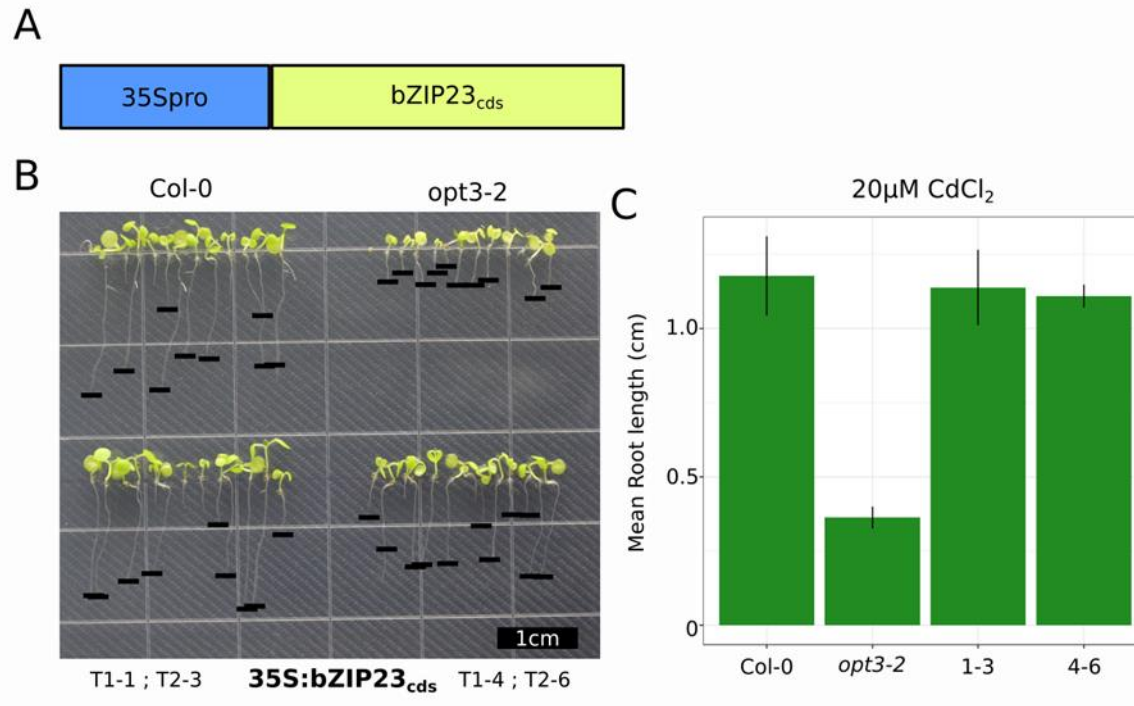 A
35Spro
bZIP23cds
B
Col-0
opt3-2
1cm
T1-1 ; T2-3
35S:bZIP23cds
T1-4 ; T2-6
C
20µM CdCl2
Mean Root length (cm)
1.0
0.5
0
Col-0
opt3-2
1-3
4-6